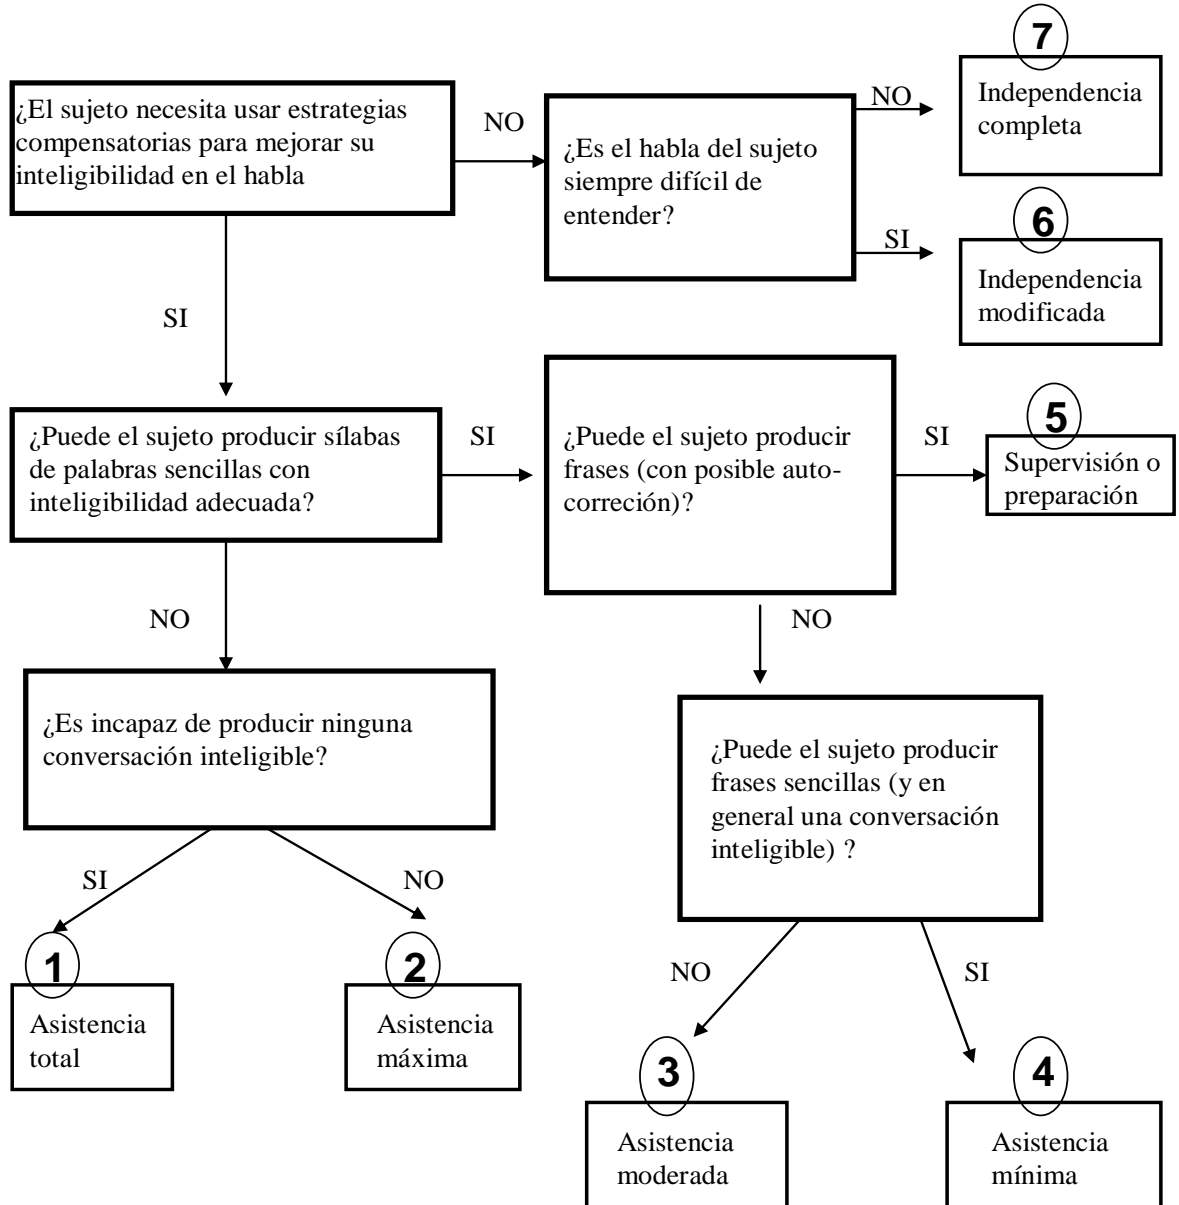 7
Independencia
completa
¿El sujeto necesita usar estrategias
compensatorias para mejorar su
inteligibilidad en el habla
NO
¿Es el habla del sujeto
siempre difícil de
entender?
NO
SI
6
Independencia
modificada
SI
¿Puede el sujeto producir sílabas
de palabras sencillas con
inteligibilidad adecuada?
SI
¿Puede el sujeto producir
frases (con posible auto-
correción)?
SI
5
Supervisión o
preparación
NO
NO
¿Es incapaz de producir ninguna
conversación inteligible?
¿Puede el sujeto producir
frases sencillas (y en
general una conversación
inteligible) ?
SI
NO
1
Asistencia
total
2
Asistencia
máxima
NO
SI
3
Asistencia
moderada
4
Asistencia
mínima